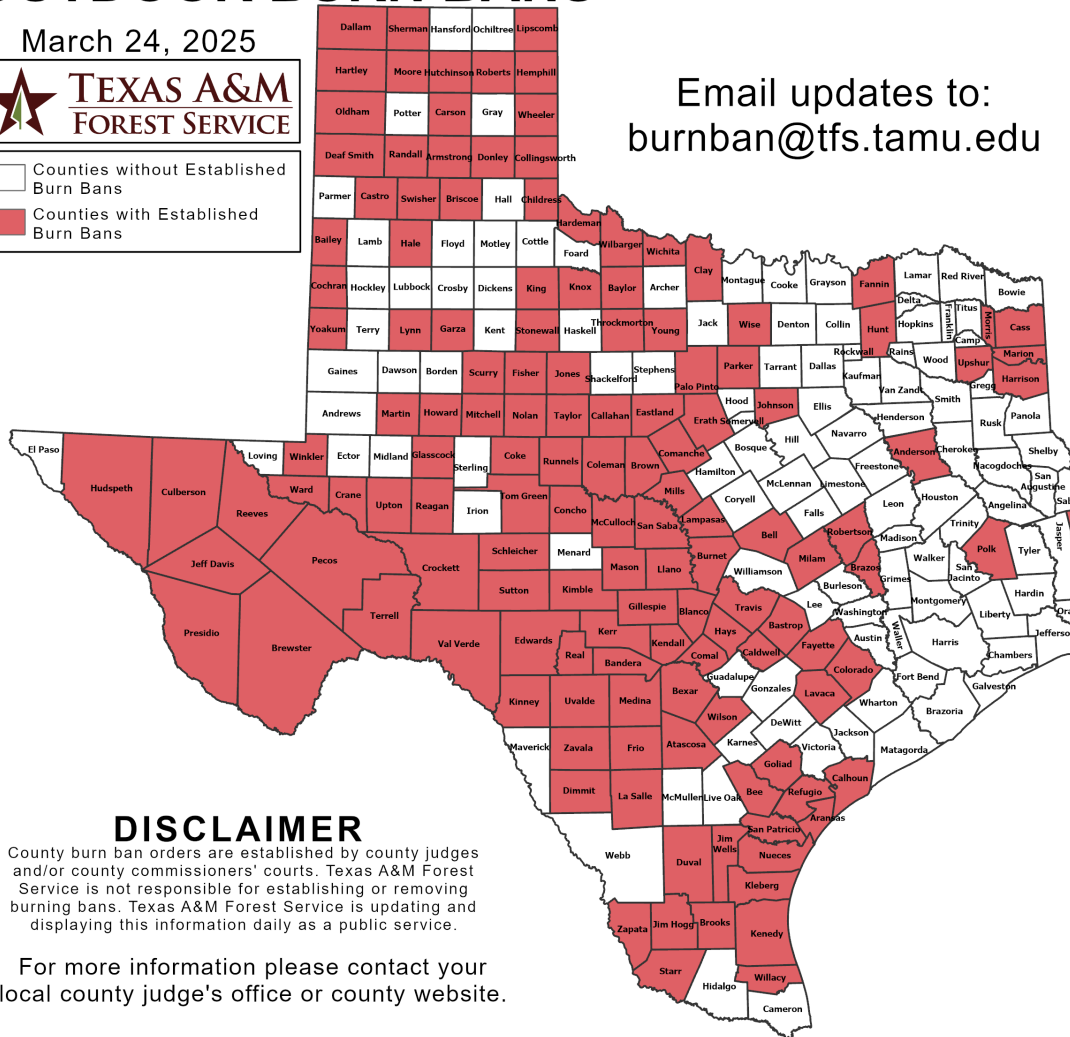 March 24, 2025
TEXAS A&M
FOREST SERVICE
Counties without Established
Burn Bans
Counties with Established
Burn Bans
Email updates to:
burnban@tfs.tamu.edu
Dallam Sherman Hansford Ochiltree Lipscomb
Hartley Moore Hutchinson Roberts Hemphill
Oldham Potter Carson Gray Wheeler
Deaf Smith Randall Armstrong Donley Collingsworth
Parmer Castro Swisher Briscoe Hall Childress
Hardeman
Bailey Lamb Hale Floyd Motley Cottle Foard Wilbarger Wichita Clay Montague Cooke Grayson Fannin Lamar Red River Bowie
Cochran Hockley Lubbock Crosby Dickens King Knox Baylor Archer
Delta Franklin Titus Morris Cass
Yoakum Terry Lynn Garza Kent Stonewall Haskell Throckmorton Young Jack Wise Denton Collin Hunt Hopkins Camp
Gaines Dawson Borden Scurry Fisher Jones Shackelford Stephens Palo Pinto Parker Tarrant Dallas Rockwall Kaufman Rains Wood Upshur Marion
Van Zandt Smith Gregg Harrison
Andrews Martin Howard Mitchell Nolan Taylor Callahan Eastland Erath Hood Somervell Johnson Ellis Henderson Rusk Panola
El Paso Loving Winkler Ector Midland Glasscock Sterling Coke Runnels Coleman Brown Comanche Hamilton Bosque Hill Navarro Freestone Anderson Cherokee Nacogdoches Shelby
San
Augustine
Hudspeth Culberson Reeves Ward Crane Upton Reagan Irion Tom Green Concho McCulloch San Saba Mills Lampasas Coryell McLennan Limestone Falls Leon Houston Angelina
Trinity Polk Tyler Jasper
Jeff Davis Pecos Crockett Schleicher Menard Mason Llano Burnet Bell Milam Robertson Brazos Madison Grimes Walker
San
Jacinto
Hardin
Terrell Sutton Kimble Gillespie Blanco Williamson Travis Lee Burleson Washington Montgomery Liberty
Presidio Brewster Val Verde Edwards Kerr Real Bandera Kendall Comal Hays Caldwell Bastrop Fayette Austin Waller Harris Chambers
Kinney Uvalde Medina Bexar Guadalupe Gonzales Lavaca Colorado Wharton Fort Bend Brazoria Galveston
Maverick Zavala Frio Atascosa Wilson Karnes DeWitt Victoria Jackson Matagorda
Dimmit La Salle McMullen Live Oak Bee Goliad Refugio Calhoun
Aransas
San Patricio
Webb Duval
Jim
Wells
Nueces
Kleberg
Zapata Jim Hogg Brooks Kenedy
Starr Hidalgo Willacy
Cameron
DISCLAIMER
County burn ban orders are established by county judges
and/or county commissioners' courts. Texas A&M Forest
Service is not responsible for establishing or removing
burning bans. Texas A&M Forest Service is updating and
displaying this information daily as a public service.
For more information please contact your
local county judge's office or county website.